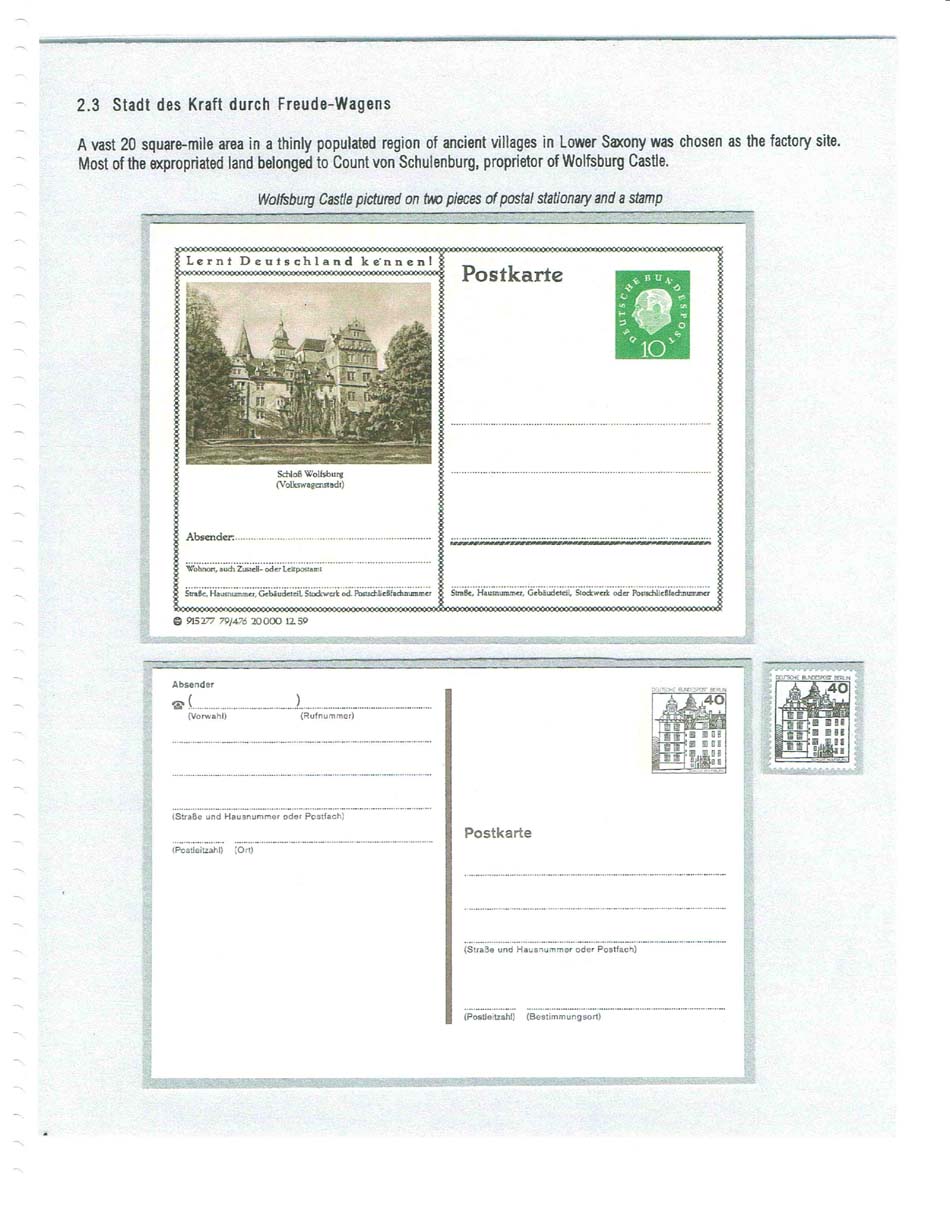 2.3 Stadt des Kraft durch Freude-Wagens
A vast 20 square-mile area in a thinly populated region of ancient villages in Lower Saxony was chosen as the factory site.
Most of the expropriated land belonged to Count von Schulenburg, proprietor of Wolfsburg Castle.
Wolfsburg Castle pictured on two pieces of postal stationary and a stamp
Lernt Deutschland kennen!
Postkarte
DEUTSCHE BUNDESPOST
10
Schloß Wolfsburg
(Volkswagenstadt)
Absender:
Wohnort, auch Zustell- oder Leitpostamt
Straße, Hausnummer, Gebäudeteil, Stockwerk od. Postschließfachnummer
Straße, Hausnummer, Gebäudeteil, Stockwerk oder Postschließfachnummer
915 277 79/476 20 000 12.59
Absender
☎ ( )
(Vorwahl) (Rufnummer)
(Straße und Hausnummer oder Postfach)
(Postleitzahl) (Ort)
DEUTSCHE BUNDESPOST BERLIN
40
Postkarte
(Straße und Hausnummer oder Postfach)
(Postleitzahl) (Bestimmungsort)
DEUTSCHE BUNDESPOST BERLIN
40